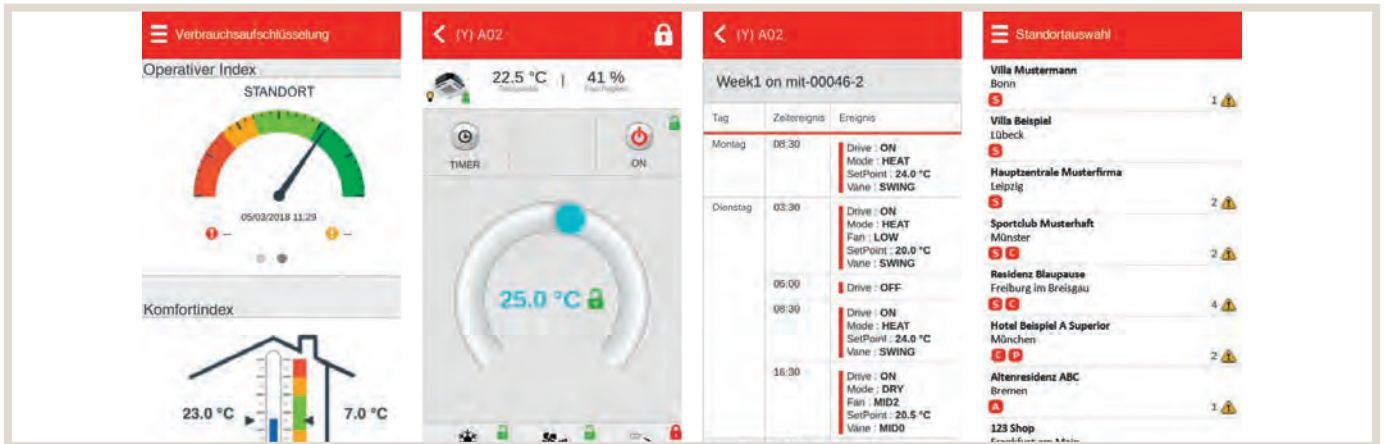 Verbrauchsaufschlüsselung
Operativer Index
STANDORT
05/03/2018 11:29
--
--
Komfortindex
23.0 °C
7.0 °C
(Y) A02
22.5 °C | 41 %
TIMER
ON
25.0 °C
(Y) A02
Week1 on mit-00046-2
Tag Zeitereignis Ereignis
Montag 08:30 Drive : ON
Mode : HEAT
SetPoint : 24.0 °C
Vane : SWING
Dienstag 03:30 Drive : ON
Mode : HEAT
Fan : LOW
SetPoint : 20.0 °C
Vane : SWING
06:00 Drive : OFF
08:30 Drive : ON
Mode : HEAT
SetPoint : 24.0 °C
Vane : SWING
16:30 Drive : ON
Mode : DRY
Fan : MID2
SetPoint : 20.5 °C
Vane : MID0
Standortauswahl
Villa Mustermann
Bonn
S 1
Villa Beispiel
Lübeck
S
Hauptzentrale Musterfirma
Leipzig
S 2
Sportclub Musterhaft
Münster
S C 2
Residenz Blaupause
Freiburg im Breisgau
S C 4
Hotel Beispiel A Superior
München
C P 2
Altenresidenz ABC
Bremen
A 1
123 Shop
Frankfurt am Main